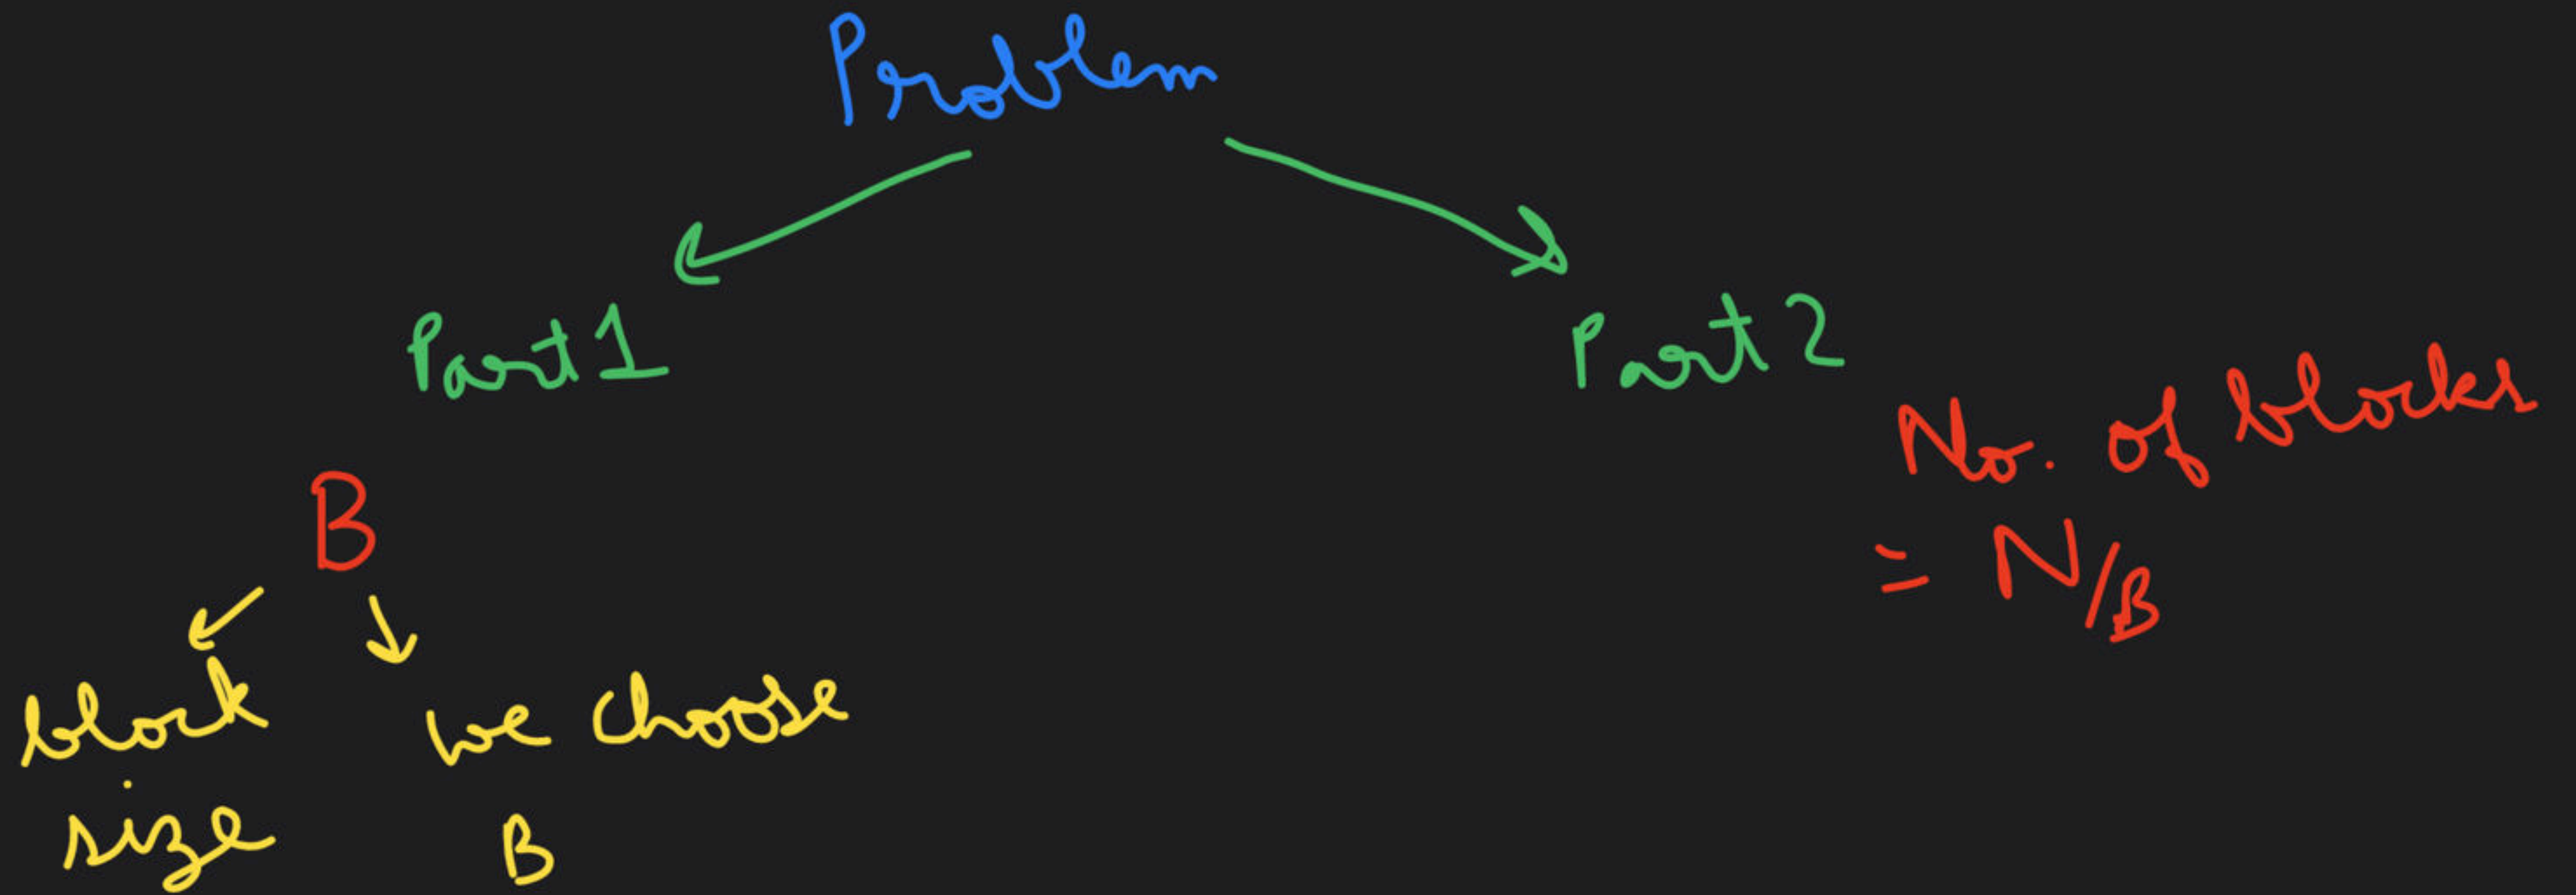 Problem
Part 1
Part 2
B
No. of blocks
= N/B
block
size
we choose
B